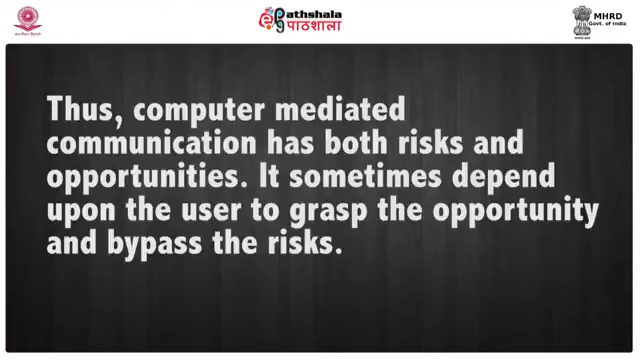 ePathshala
पाठशाला
MHRD
Govt. of India
Thus, computer mediated
communication has both risks and
opportunities. It sometimes depend
upon the user to grasp the opportunity
and bypass the risks.